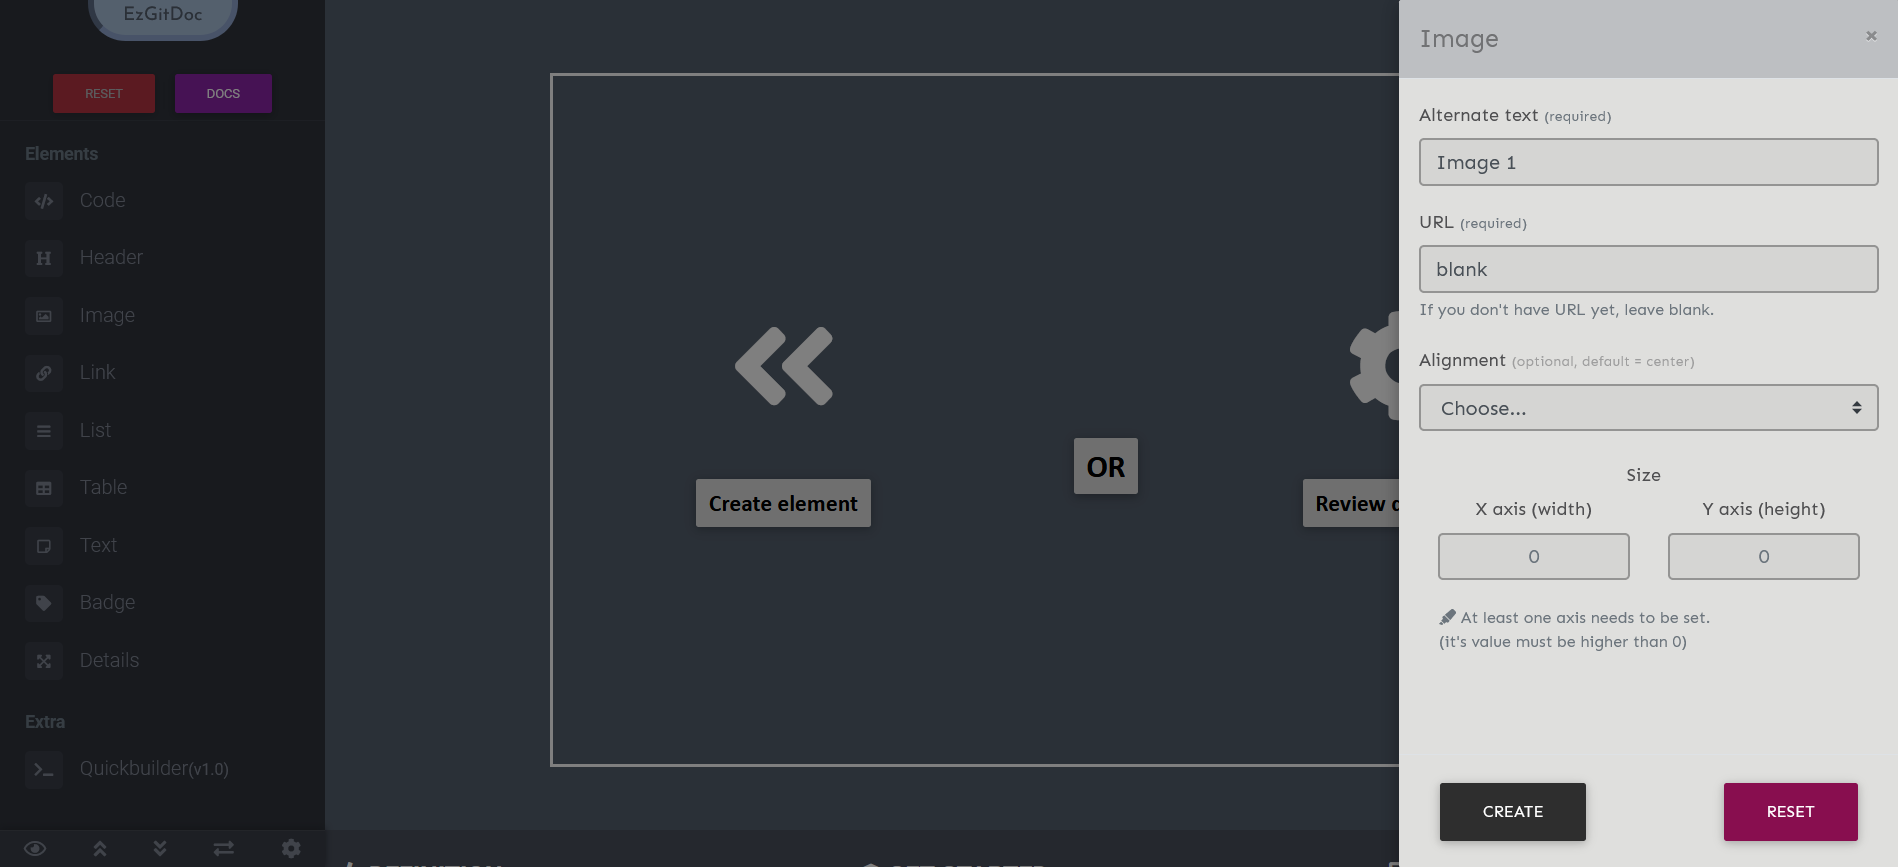 EzGitDoc
RESET
DOCS
Elements
Code
Header
Image
Link
List
Table
Text
Badge
Details
Extra
Quickbuilder(v1.0)
Create element
OR
Review
Image
×
Alternate text (required)
Image 1
URL (required)
blank
If you don't have URL yet, leave blank.
Alignment (optional, default = center)
Choose...
Size
X axis (width)
Y axis (height)
0
0
At least one axis needs to be set.
(it's value must be higher than 0)
CREATE
RESET